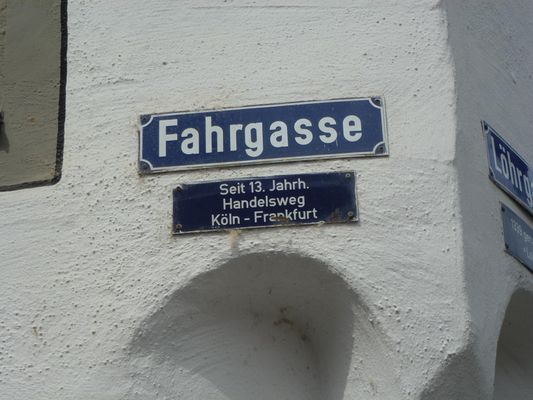 Fahrgasse
Seit 13. Jahrh.
Handelsweg
Köln - Frankfurt